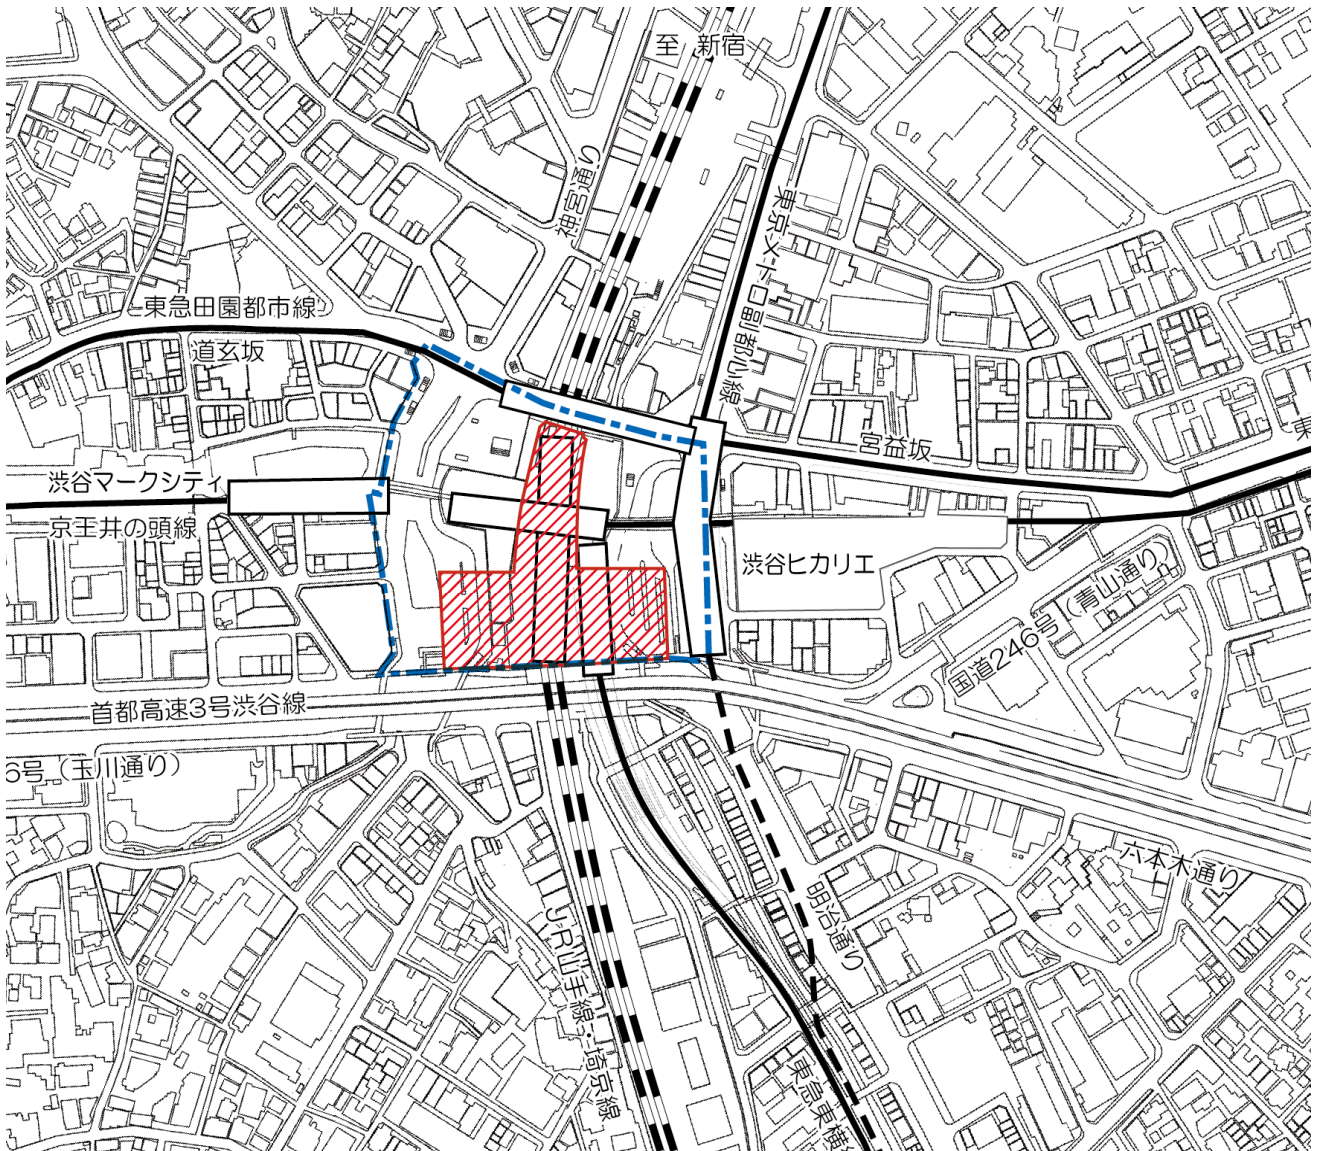 至 新宿
神宮通り
東京メトロ副都心線
東急田園都市線
道玄坂
宮益坂
東
渋谷マークシティ
京王井の頭線
渋谷ヒカリエ
国道246号（青山通り）
首都高速3号渋谷線
6号（玉川通り）
六本木通り
明治通り
JR山手線・埼京線
東急東横線